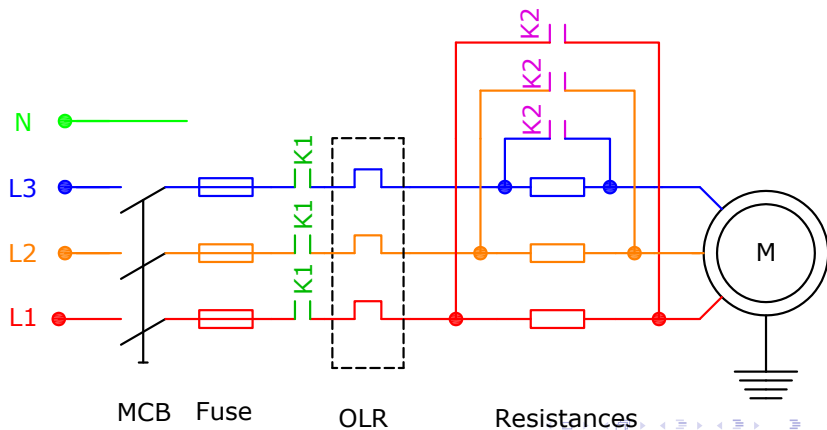 K2
K2
K2
N
K1
L3
K1
L2
M
K1
L1
MCB Fuse OLR Resistances